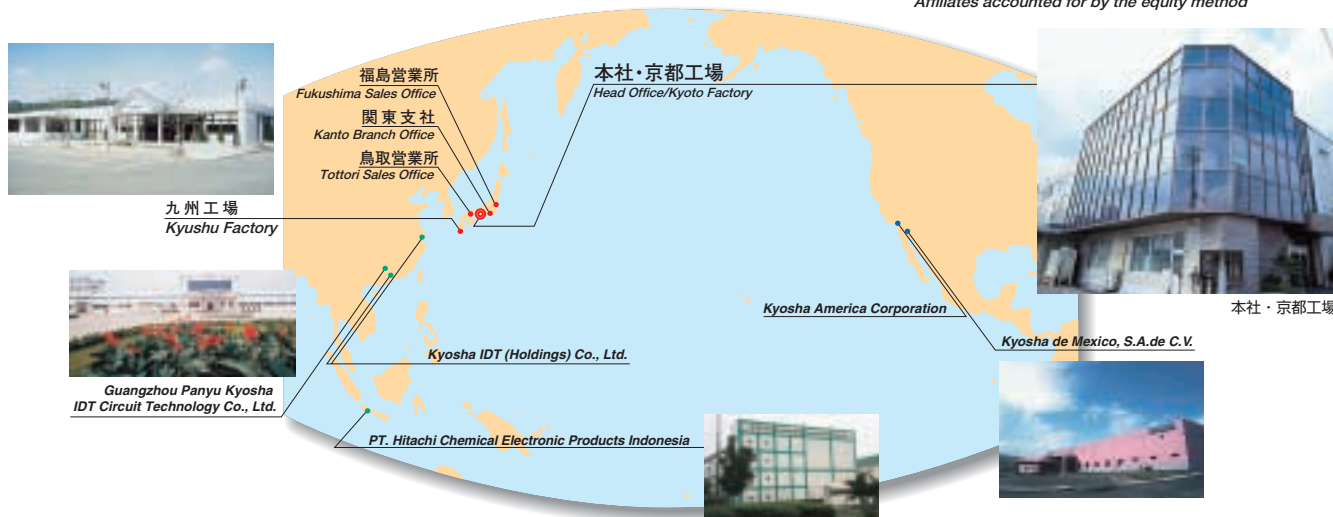 Affiliates accounted for by the equity method
福島営業所
Fukushima Sales Office
関東支社
Kanto Branch Office
鳥取営業所
Tottori Sales Office
本社・京都工場
Head Office/Kyoto Factory
九州工場
Kyushu Factory
本社・京都工場
Kyosha America Corporation
Kyosha de Mexico, S.A.de C.V.
Kyosha IDT (Holdings) Co., Ltd.
Guangzhou Panyu Kyosha
IDT Circuit Technology Co., Ltd.
PT. Hitachi Chemical Electronic Products Indonesia